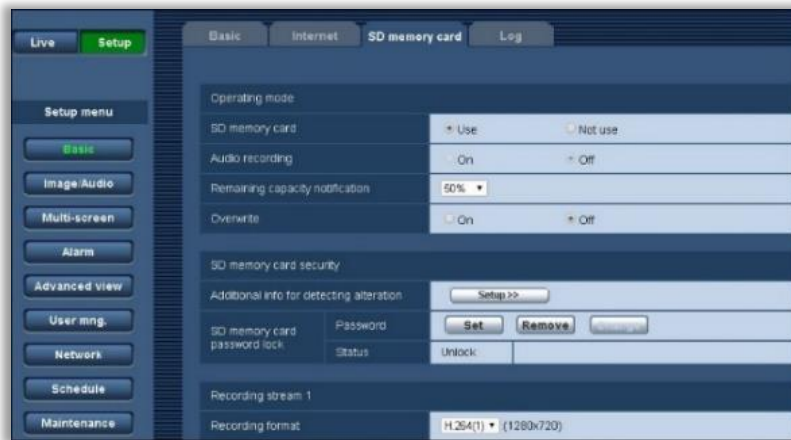 Basic Internet SD memory card Log
Live Setup
Setup menu
Basic
Image/Audio
Multi-screen
Alarm
Advanced view
User mng.
Network
Schedule
Maintenance
Operating mode
SD memory card Use Not use
Audio recording On Off
Remaining capacity notification 50%
Overwrite On Off
SD memory card security
Additional info for detecting alteration Setup >>
SD memory card password lock Password Set Remove
Status Unlock
Recording stream 1
Recording format H.264(1) (1280x720)